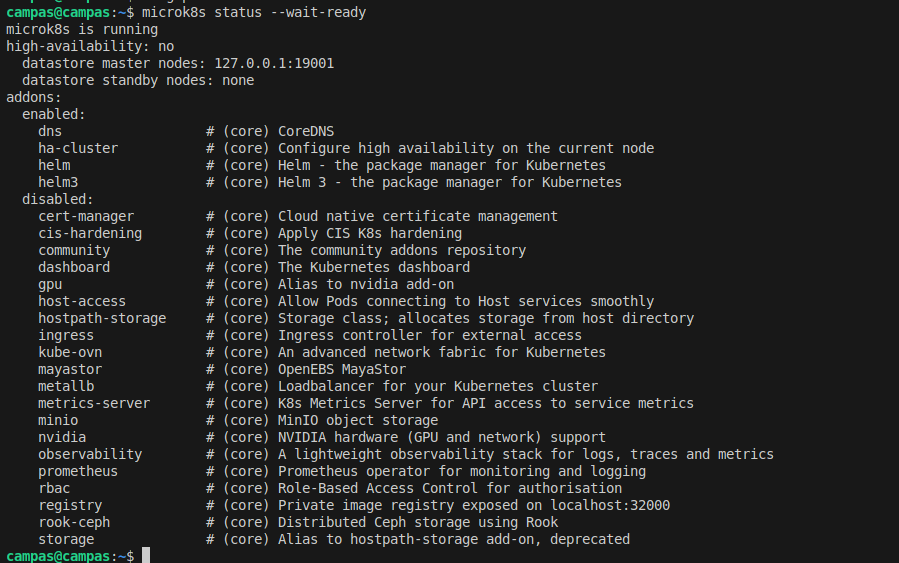 campas@campas:~$ microk8s status --wait-ready
microk8s is running
high-availability: no
  datastore master nodes: 127.0.0.1:19001
  datastore standby nodes: none
addons:
  enabled:
    dns                  # (core) CoreDNS
    ha-cluster           # (core) Configure high availability on the current node
    helm                 # (core) Helm - the package manager for Kubernetes
    helm3                # (core) Helm 3 - the package manager for Kubernetes
  disabled:
    cert-manager         # (core) Cloud native certificate management
    cis-hardening        # (core) Apply CIS K8s hardening
    community            # (core) The community addons repository
    dashboard            # (core) The Kubernetes dashboard
    gpu                  # (core) Alias to nvidia add-on
    host-access          # (core) Allow Pods connecting to Host services smoothly
    hostpath-storage     # (core) Storage class; allocates storage from host directory
    ingress              # (core) Ingress controller for external access
    kube-ovn             # (core) An advanced network fabric for Kubernetes
    mayastor             # (core) OpenEBS MayaStor
    metallb              # (core) Loadbalancer for your Kubernetes cluster
    metrics-server       # (core) K8s Metrics Server for API access to service metrics
    minio                # (core) MinIO object storage
    nvidia               # (core) NVIDIA hardware (GPU and network) support
    observability        # (core) A lightweight observability stack for logs, traces and metrics
    prometheus           # (core) Prometheus operator for monitoring and logging
    rbac                 # (core) Role-Based Access Control for authorisation
    registry             # (core) Private image registry exposed on localhost:32000
    rook-ceph            # (core) Distributed Ceph storage using Rook
    storage              # (core) Alias to hostpath-storage add-on, deprecated
campas@campas:~$